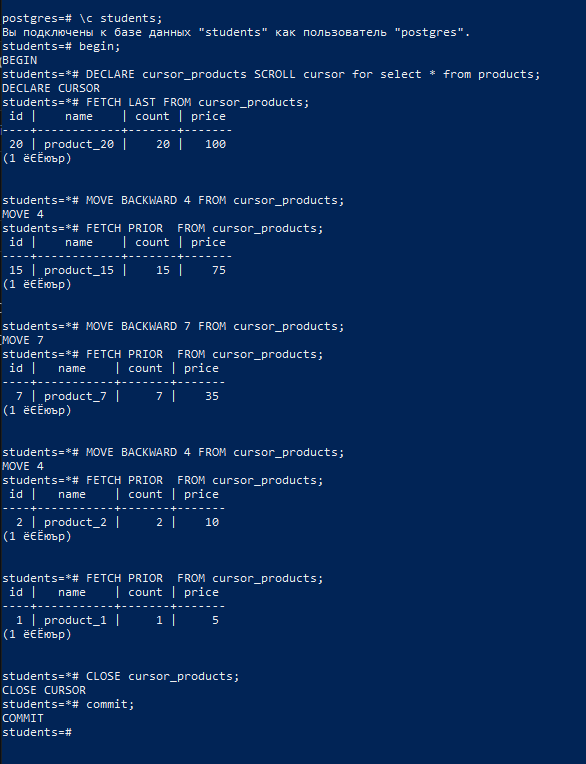 postgres=# \c students;
Вы подключены к базе данных "students" как пользователь "postgres".
students=# begin;
BEGIN
students=*# DECLARE cursor_products SCROLL cursor for select * from products;
DECLARE CURSOR
students=*# FETCH LAST FROM cursor_products;
 id |    name    | count | price
----+------------+-------+-------
 20 | product_20 |    20 |   100
(1 ёЄЁюър)
students=*# MOVE BACKWARD 4 FROM cursor_products;
MOVE 4
students=*# FETCH PRIOR  FROM cursor_products;
 id |    name    | count | price
----+------------+-------+-------
 15 | product_15 |    15 |    75
(1 ёЄЁюър)
students=*# MOVE BACKWARD 7 FROM cursor_products;
MOVE 7
students=*# FETCH PRIOR  FROM cursor_products;
 id |   name    | count | price
----+-----------+-------+-------
  7 | product_7 |     7 |    35
(1 ёЄЁюър)
students=*# MOVE BACKWARD 4 FROM cursor_products;
MOVE 4
students=*# FETCH PRIOR  FROM cursor_products;
 id |   name    | count | price
----+-----------+-------+-------
  2 | product_2 |     2 |    10
(1 ёЄЁюър)
students=*# FETCH PRIOR  FROM cursor_products;
 id |   name    | count | price
----+-----------+-------+-------
  1 | product_1 |     1 |     5
(1 ёЄЁюър)
students=*# CLOSE cursor_products;
CLOSE CURSOR
students=*# commit;
COMMIT
students=#